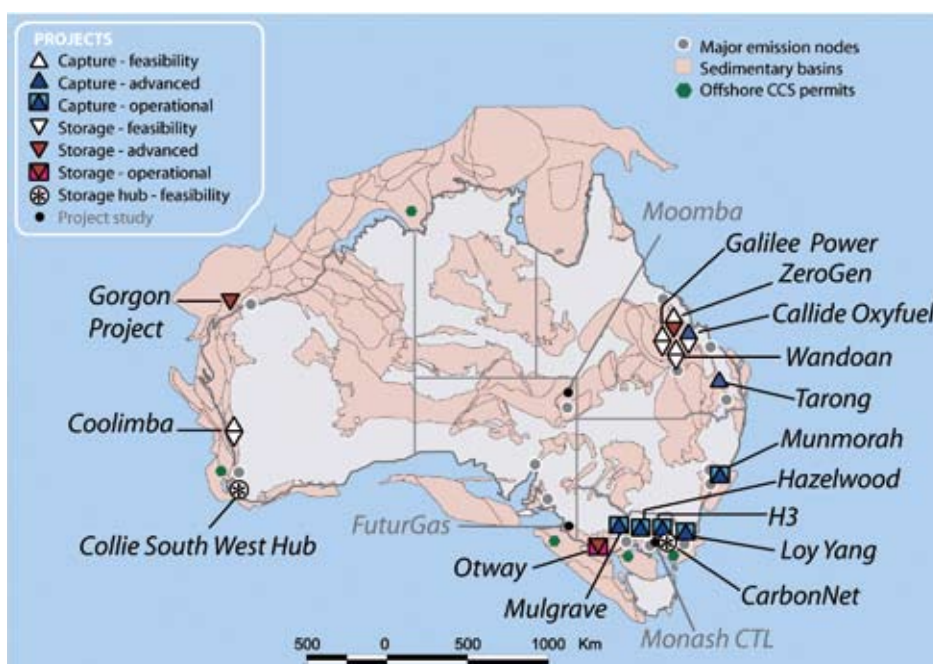 PROJECTS
Capture - feasibility
Capture - advanced
Capture - operational
Storage - feasibility
Storage - advanced
Storage - operational
Storage hub - feasibility
Project study
Major emission nodes
Sedimentary basins
Offshore CCS permits
Moomba
Galilee Power
ZeroGen
Gorgon
Project
Callide Oxyfuel
Wandoan
Tarong
Coolimba
Munmorah
Hazelwood
H3
FuturGas
Collie South West Hub
Loy Yang
Otway
CarbonNet
Mulgrave
Monash CTL
500 0 500 1000 Km